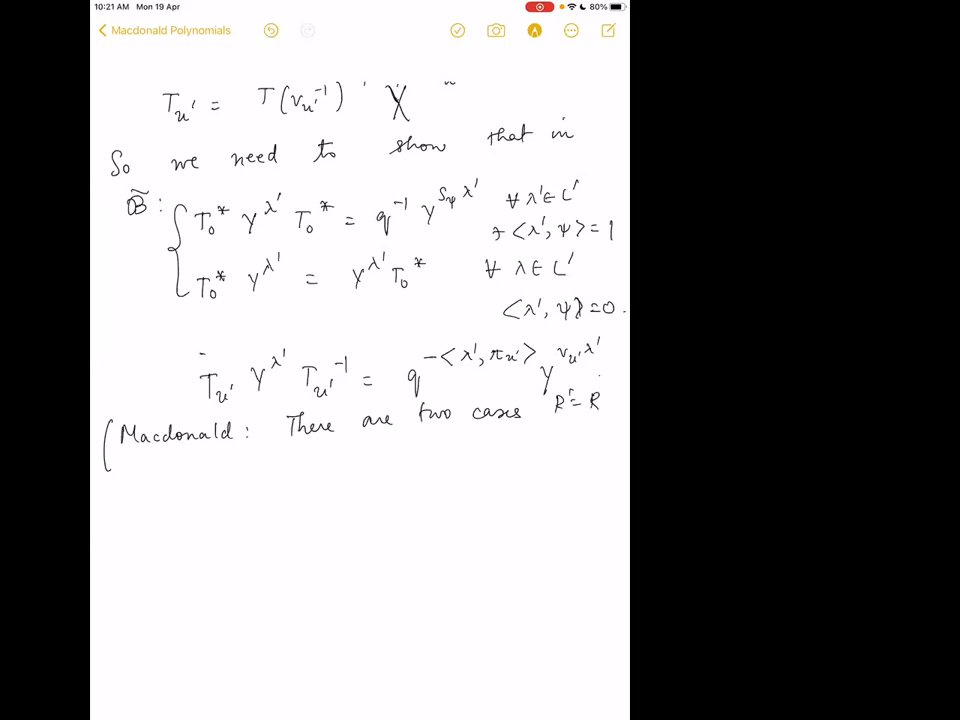 10:21 AM Mon 19 Apr 80%
Macdonald Polynomials
T_{u'} = T(v_{u'}^{-1}) X
So we need to show that in
B̃ : { T_0^* Y^{λ'} T_0^* = q^{-1} Y^{S_ψ λ'} ∀ λ' ∈ L'
+ <λ', ψ> = 1
T_0^* Y^{λ'} = Y^{λ'} T_0^* ∀ λ ∈ L'
<λ', ψ> = 0.
T_{u'} Y^{λ'} T_{u'}^{-1} = q^{-<λ', π_{u'}>} Y^{v_{u'} λ'}
R' = R
(Macdonald : There are two cases